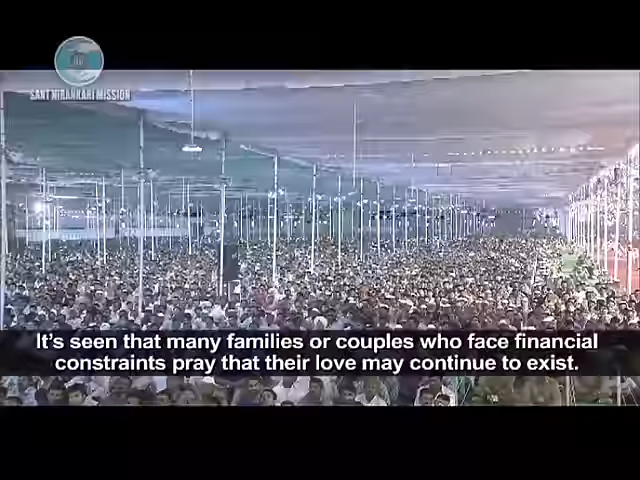 SANT NIRANKARI MISSION
It's seen that many families or couples who face financial
constraints pray that their love may continue to exist.